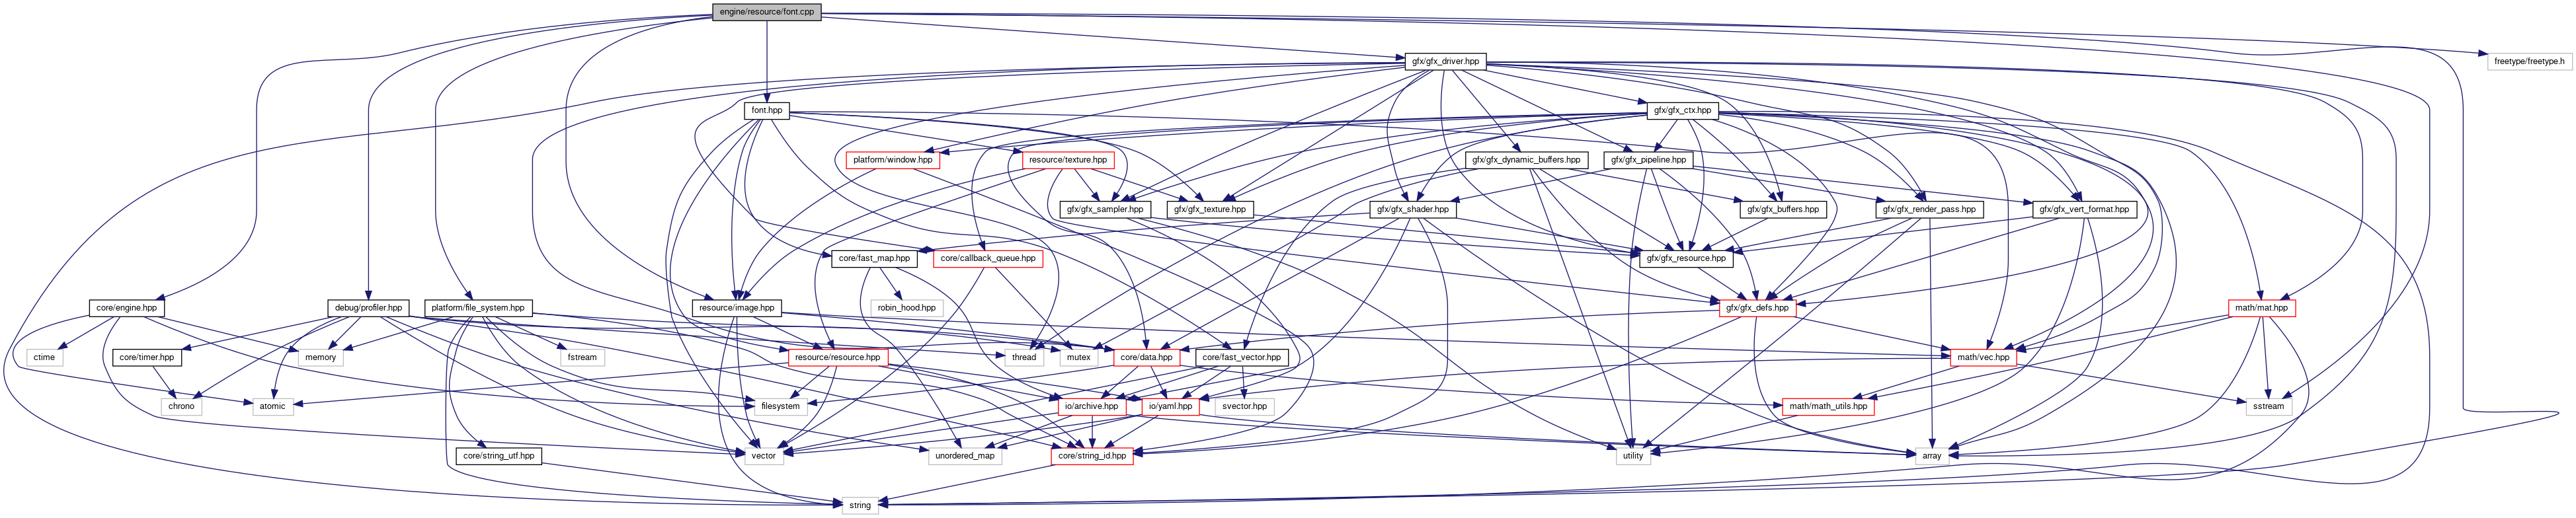 engine/resource/font.cpp
gfx/gfx_driver.hpp
freetype/freetype.h
font.hpp
gfx/gfx_ctx.hpp
platform/window.hpp
resource/texture.hpp
gfx/gfx_dynamic_buffers.hpp
gfx/gfx_pipeline.hpp
gfx/gfx_sampler.hpp
gfx/gfx_texture.hpp
gfx/gfx_shader.hpp
gfx/gfx_buffers.hpp
gfx/gfx_render_pass.hpp
gfx/gfx_vert_format.hpp
core/fast_map.hpp
core/callback_queue.hpp
gfx/gfx_resource.hpp
core/engine.hpp
debug/profiler.hpp
platform/file_system.hpp
resource/image.hpp
robin_hood.hpp
gfx/gfx_defs.hpp
math/mat.hpp
ctime
core/timer.hpp
memory
fstream
resource/resource.hpp
thread
mutex
core/data.hpp
core/fast_vector.hpp
math/vec.hpp
chrono
atomic
filesystem
io/archive.hpp
io/yaml.hpp
svector.hpp
math/math_utils.hpp
sstream
core/string_utf.hpp
vector
unordered_map
core/string_id.hpp
utility
array
string